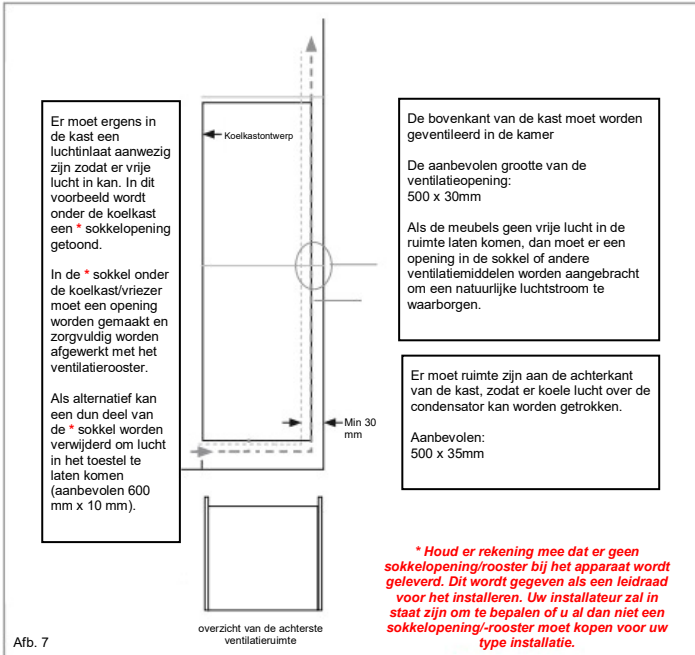 Er moet ergens in
de kast een
luchtinlaat aanwezig
zijn zodat er vrije
lucht in kan. In dit
voorbeeld wordt
onder de koelkast
een * sokkelopening
getoond.
In de * sokkel onder
de koelkast/vriezer
moet een opening
worden gemaakt en
zorgvuldig worden
afgewerkt met het
ventilatierooster.
Als alternatief kan
een dun deel van
de * sokkel worden
verwijderd om lucht
in het toestel te
laten komen
(aanbevolen 600
mm x 10 mm).
Koelkastontwerp
Min 30
mm
De bovenkant van de kast moet worden
geventileerd in de kamer
De aanbevolen grootte van de
ventilatieopening:
500 x 30mm
Als de meubels geen vrije lucht in de
ruimte laten komen, dan moet er een
opening in de sokkel of andere
ventilatiemiddelen worden aangebracht
om een natuurlijke luchtstroom te
waarborgen.
Er moet ruimte zijn aan de achterkant
van de kast, zodat er koele lucht over de
condensator kan worden getrokken.
Aanbevolen:
500 x 35mm
* Houd er rekening mee dat er geen
sokkelopening/rooster bij het apparaat wordt
geleverd. Dit wordt gegeven als een leidraad
voor het installeren. Uw installateur zal in
staat zijn om te bepalen of u al dan niet een
sokkelopening/-rooster moet kopen voor uw
type installatie.
overzicht van de achterste
ventilatieruimte
Afb. 7